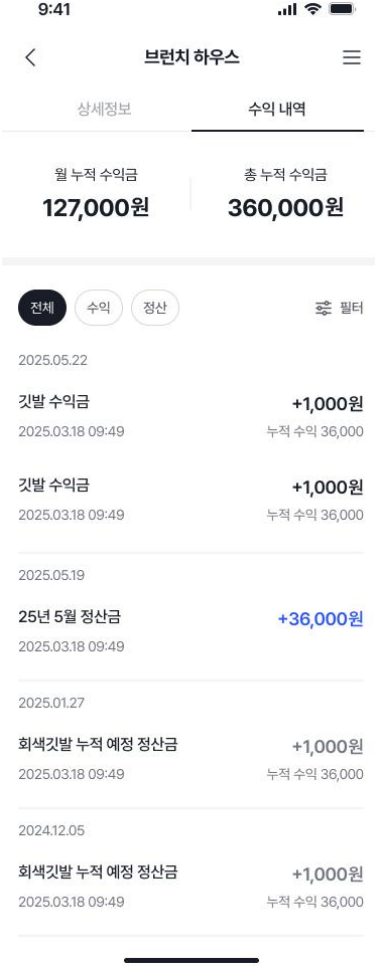 9:41
브런치 하우스
상세정보
수익 내역
월 누적 수익금
127,000원
총 누적 수익금
360,000원
전체
수익
정산
필터
2025.05.22
깃발 수익금
+1,000원
2025.03.18 09:49
누적 수익 36,000
깃발 수익금
+1,000원
2025.03.18 09:49
누적 수익 36,000
2025.05.19
25년 5월 정산금
+36,000원
2025.03.18 09:49
2025.01.27
회색깃발 누적 예정 정산금
+1,000원
2025.03.18 09:49
누적 수익 36,000
2024.12.05
회색깃발 누적 예정 정산금
+1,000원
2025.03.18 09:49
누적 수익 36,000